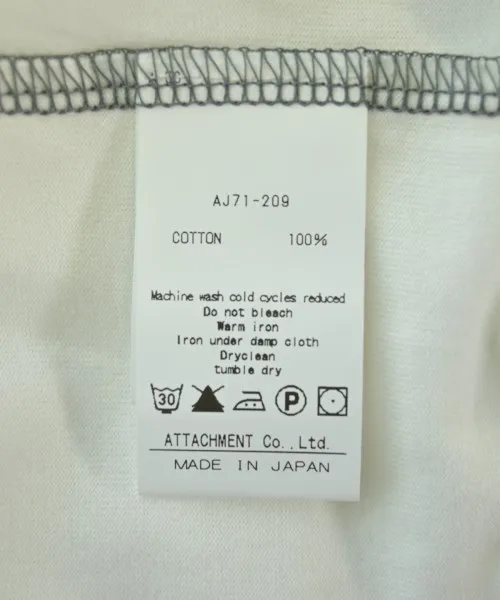 AJ71-209
COTTON 100%
Machine wash cold cycles reduced
Do not bleach
Warm iron
Iron under damp cloth
Dryclean
tumble dry
30 P
ATTACHMENT Co.,Ltd.
MADE IN JAPAN